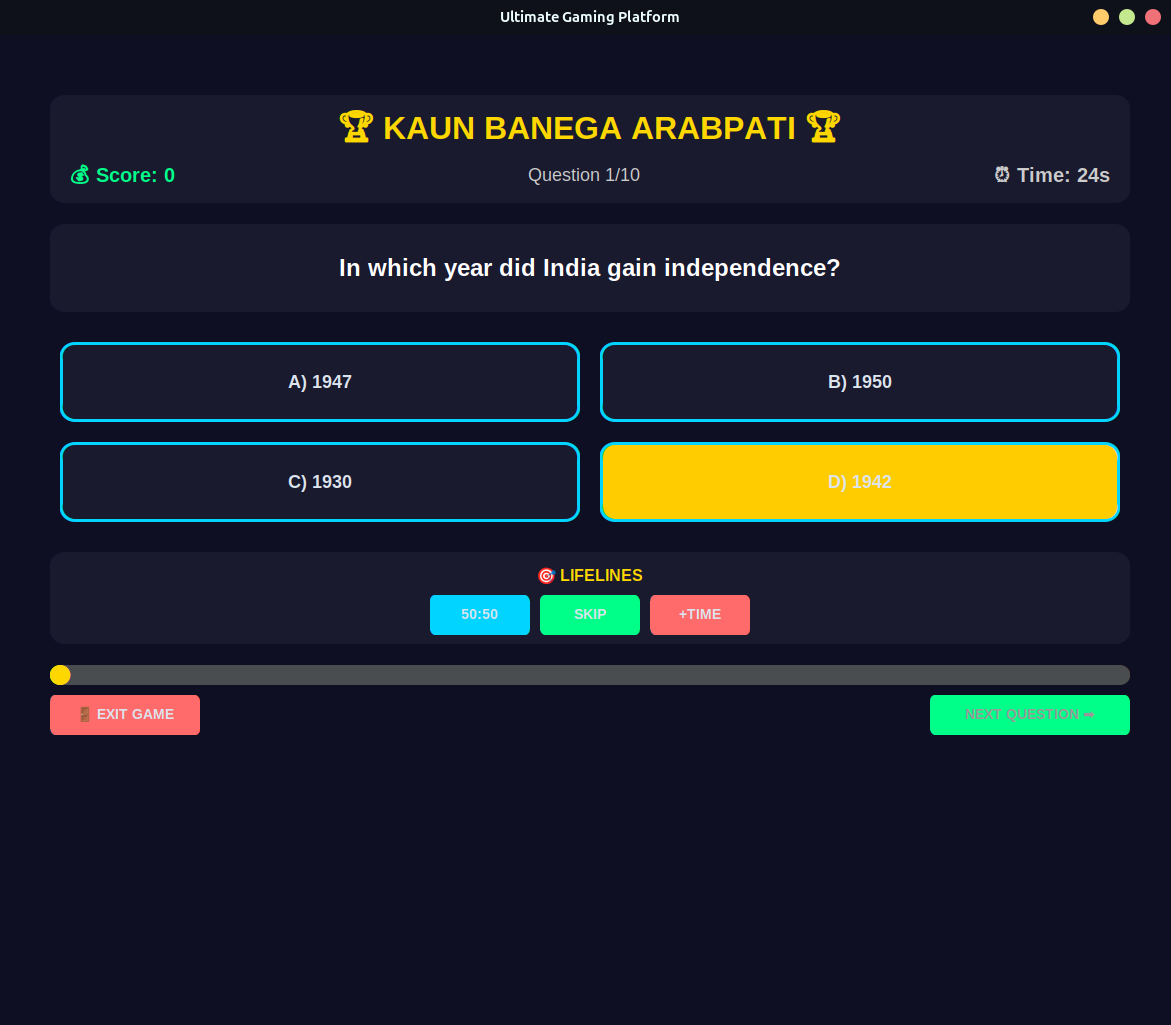 Ultimate Gaming Platform
🏆 KAUN BANEGA ARABPATI 🏆
💰 Score: 0
Question 1/10
⏰ Time: 24s
In which year did India gain independence?
A) 1947
B) 1950
C) 1930
D) 1942
🎯 LIFELINES
50:50
SKIP
+TIME
🚪 EXIT GAME
NEXT QUESTION ➡